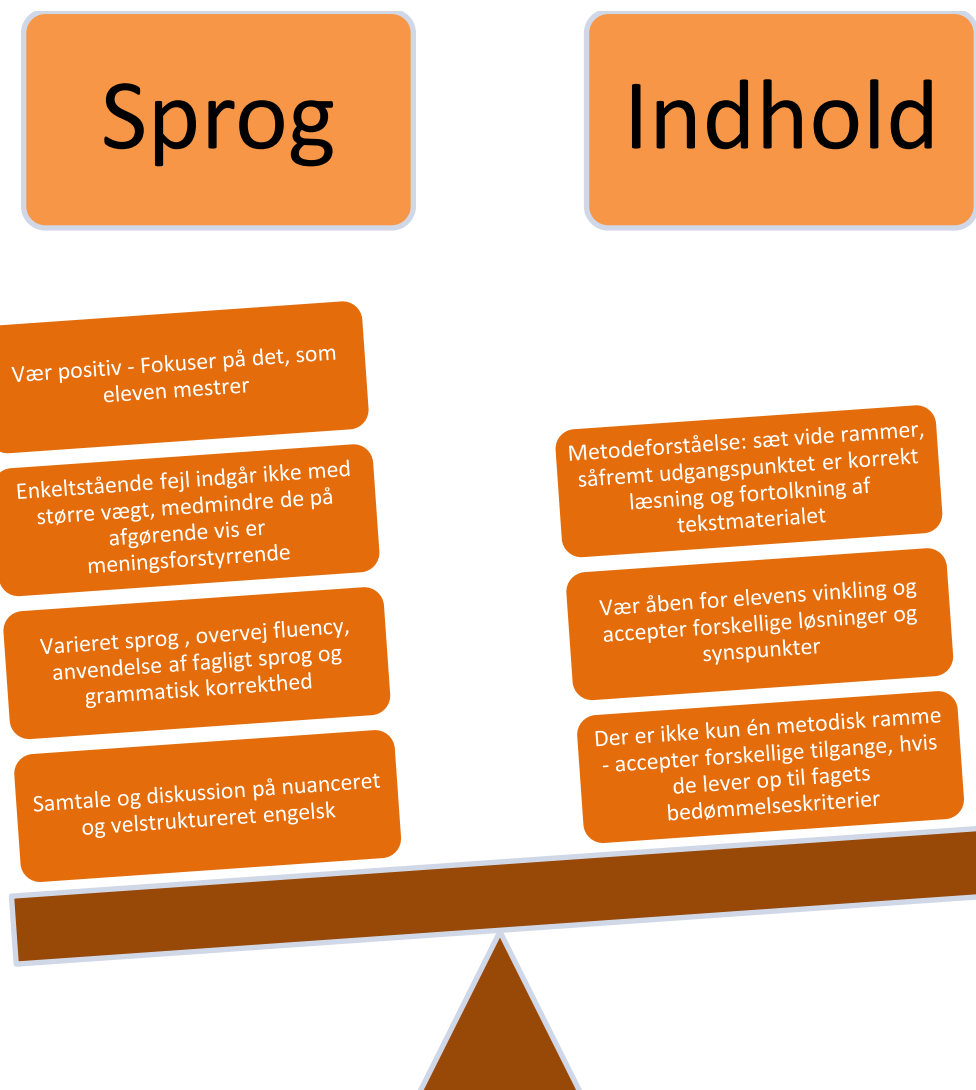 Sprog
Indhold
Vær positiv - Fokuser på det, som
eleven mestrer
Enkeltstående fejl indgår ikke med
større vægt, medmindre de på
afgørende vis er
meningsforstyrrende
Varieret sprog , overvej fluency,
anvendelse af fagligt sprog og
grammatisk korrekthed
Samtale og diskussion på nuanceret
og velstruktureret engelsk
Metodeforståelse: sæt vide rammer,
såfremt udgangspunktet er korrekt
læsning og fortolkning af
tekstmaterialet
Vær åben for elevens vinkling og
accepter forskellige løsninger og
synspunkter
Der er ikke kun én metodisk ramme
- accepter forskellige tilgange, hvis
de lever op til fagets
bedømmelseskriterier